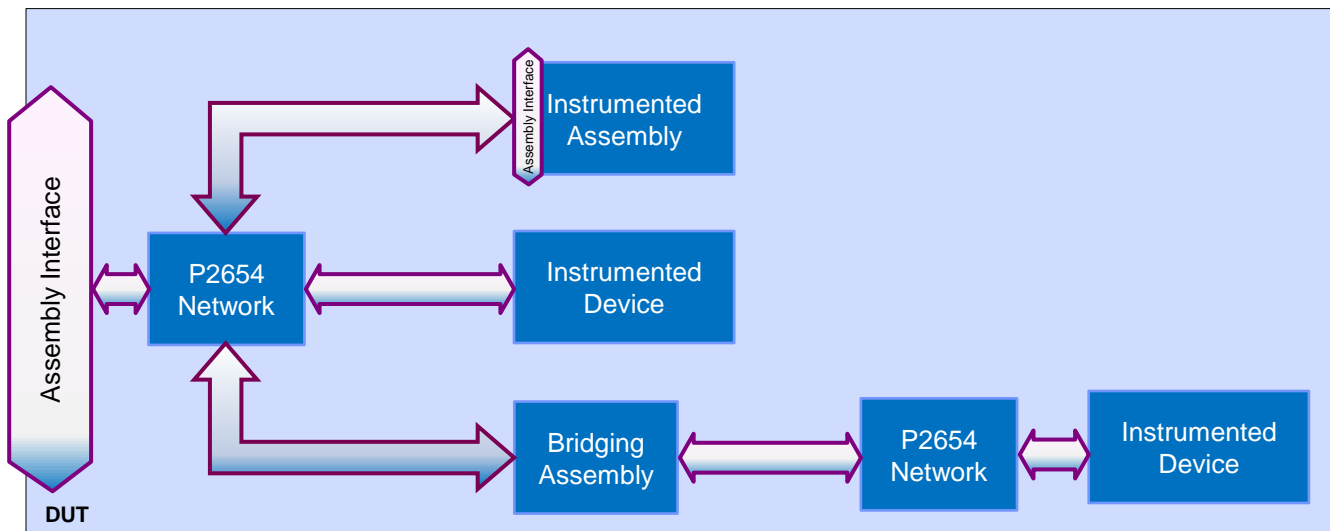 Assembly Interface
Assembly Interface
Instrumented
Assembly
P2654
Network
Instrumented
Device
Bridging
Assembly
P2654
Network
Instrumented
Device
DUT